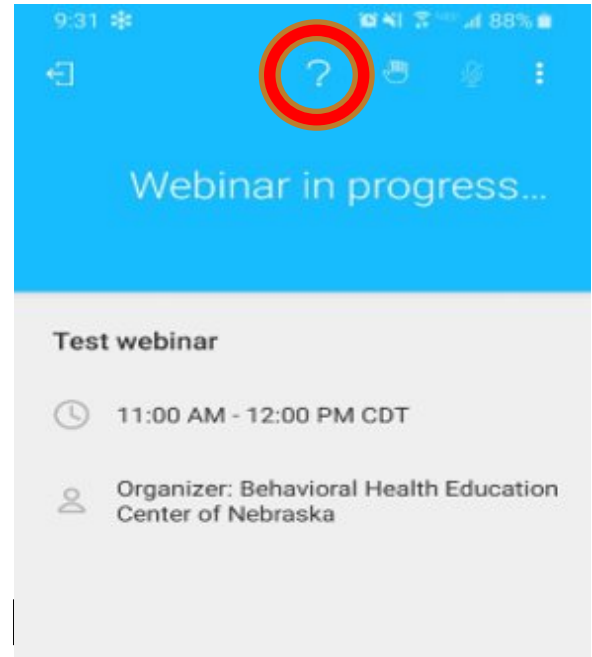 9:31 88%
?
Webinar in progress...
Test webinar
11:00 AM - 12:00 PM CDT
Organizer: Behavioral Health Education
Center of Nebraska